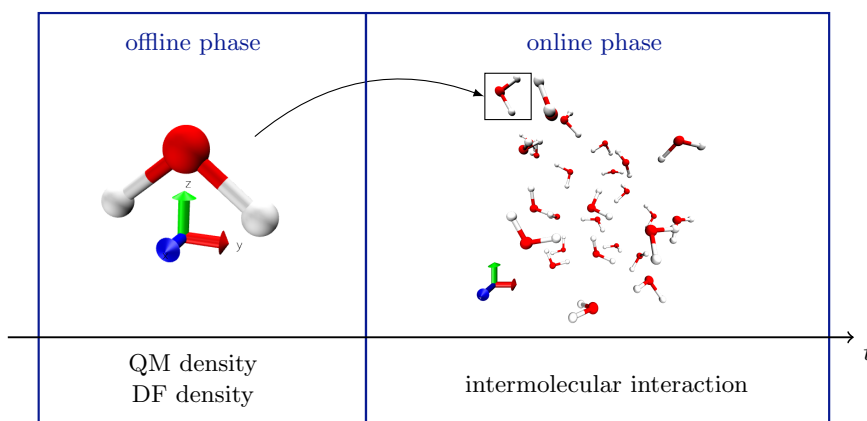 offline phase
online phase
z
y
t
QM density
DF density
intermolecular interaction